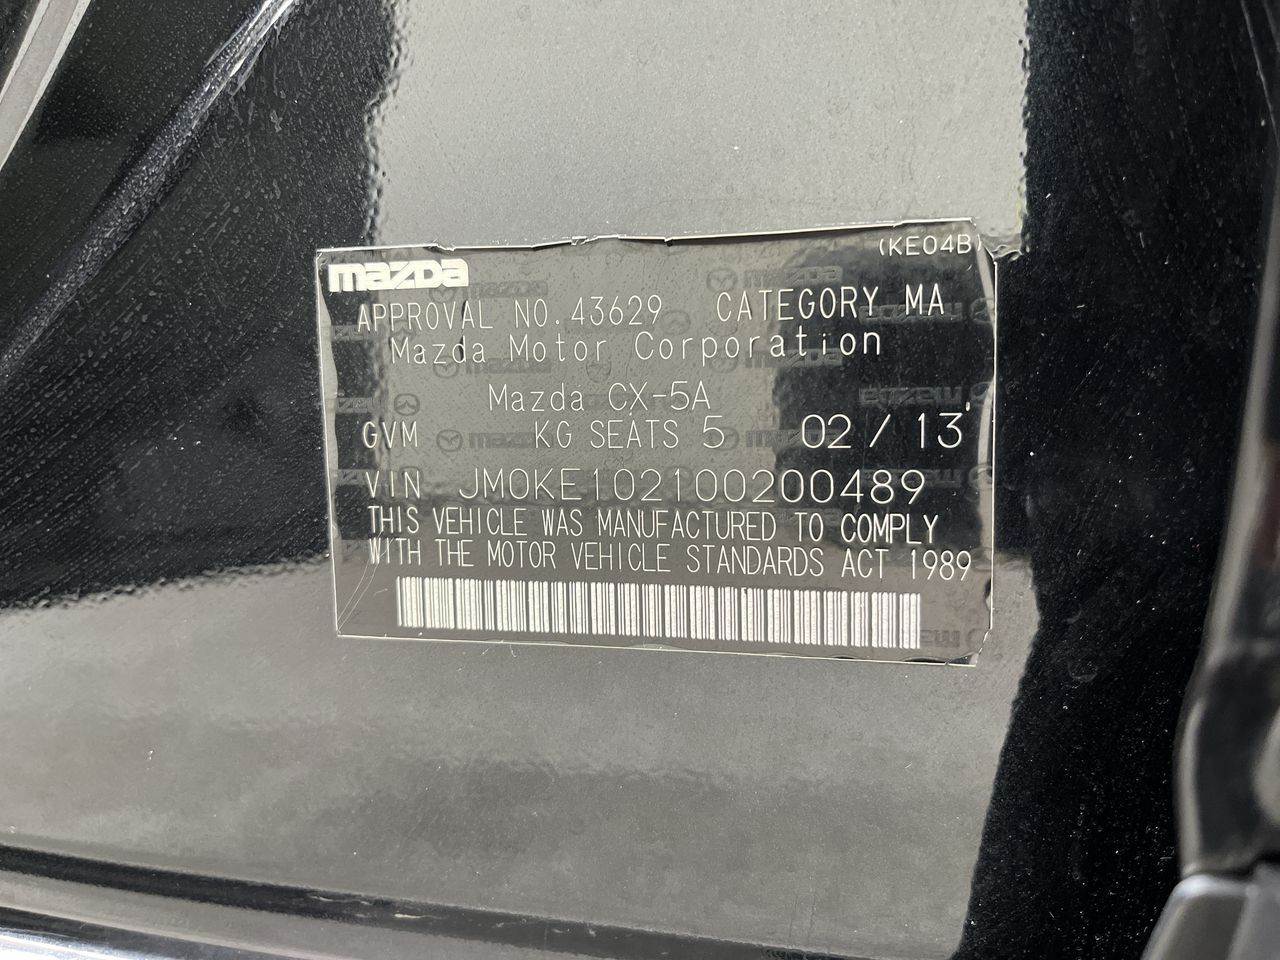 (KE04B)
mazda
APPROVAL NO.43629 CATEGORY MA
Mazda Motor Corporation
Mazda CX-5A
GVM KG SEATS 5 02/13
VIN JM0KE102100200489
THIS VEHICLE WAS MANUFACTURED TO COMPLY
WITH THE MOTOR VEHICLE STANDARDS ACT 1989